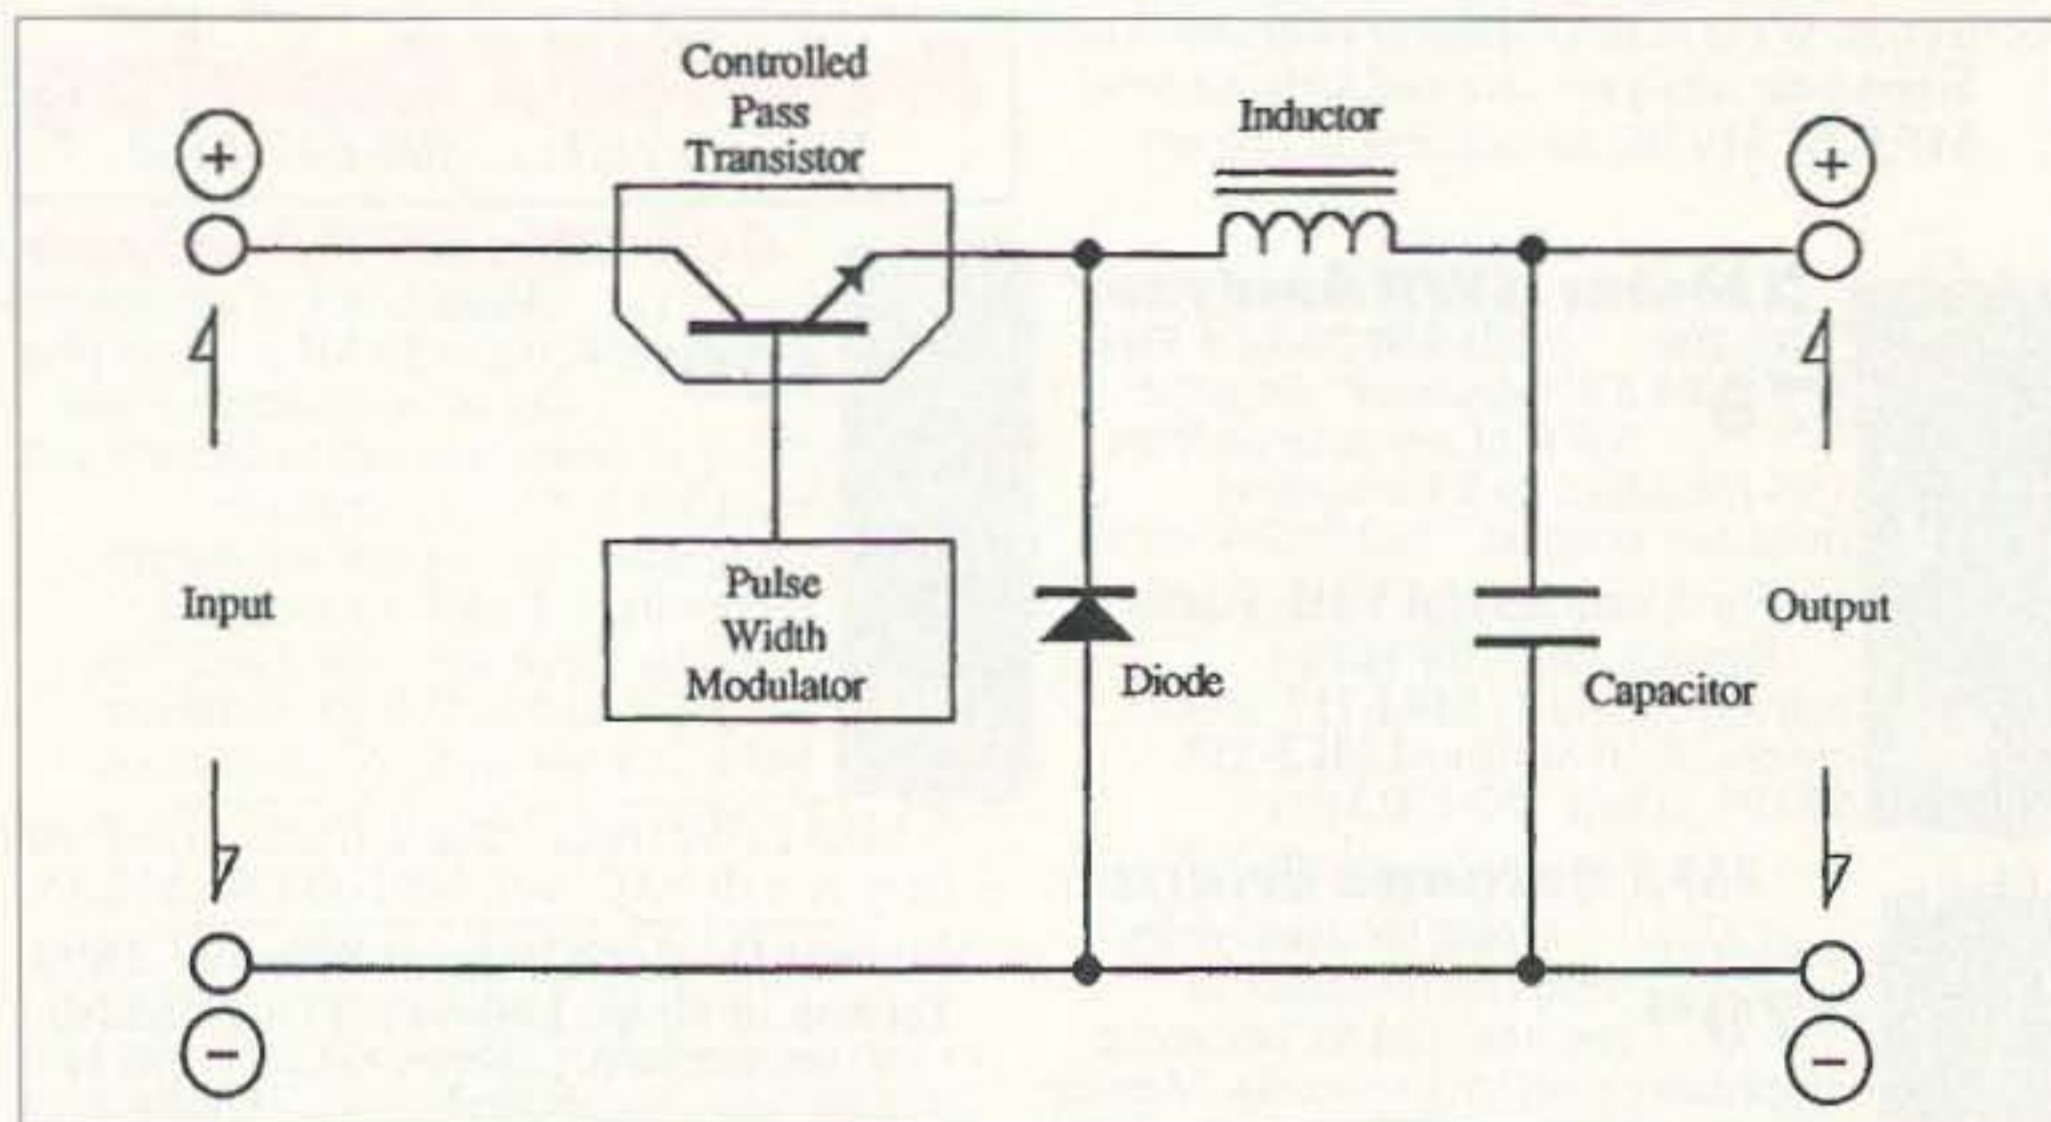 Controlled
Pass
Transistor
Inductor
+
+
Input
Pulse
Width
Modulator
Diode
Capacitor
Output
−
−